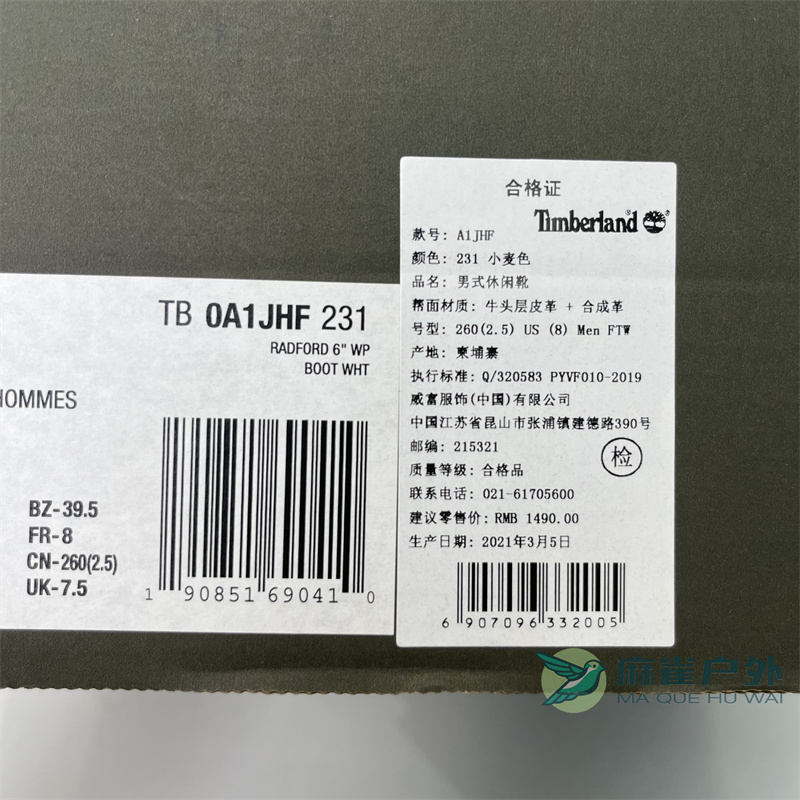 TB 0A1JHF 231
RADFORD 6" WP
BOOT WHT
HOMMES
BZ-39.5
FR-8
CN-260(2.5)
UK-7.5
1 90851 69041 0
合格证
Timberland®
款号: A1JHF
颜色: 231 小麦色
品名: 男式休闲靴
帮面材质: 牛头层皮革 + 合成革
号型: 260(2.5) US (8) Men FTW
产地: 柬埔寨
执行标准: Q/320583 PYVF010-2019
威富服饰(中国)有限公司
中国江苏省昆山市张浦镇建德路390号
邮编: 215321
检
质量等级: 合格品
联系电话: 021-61705600
建议零售价: RMB 1490.00
生产日期: 2021年3月5日
6 907096 332005
麻雀户外
MA QUE HU WAI